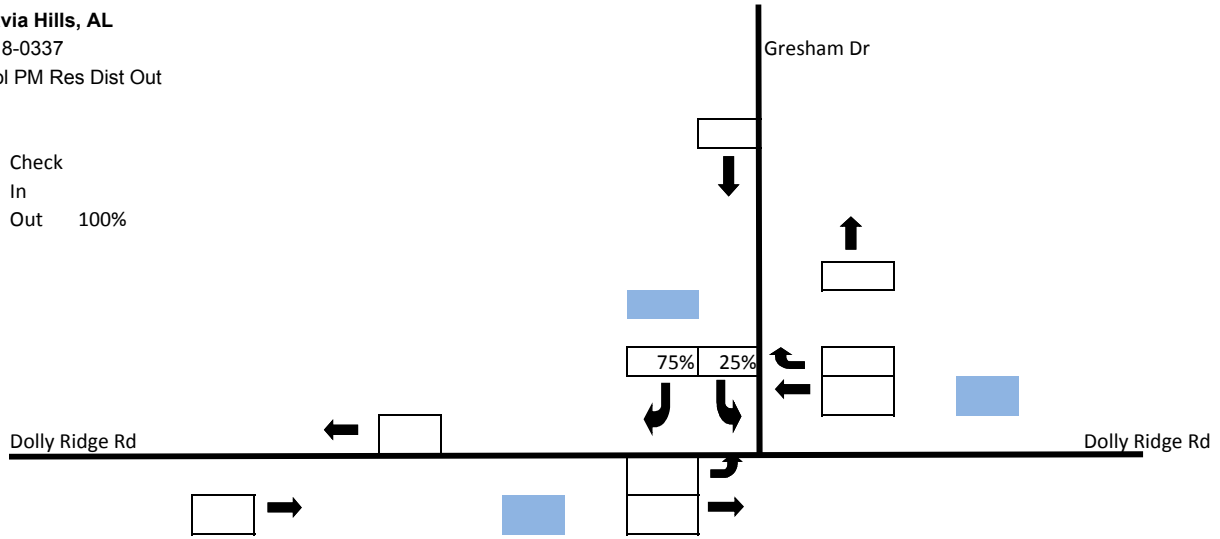 via Hills, AL
8-0337
ol PM Res Dist Out
Gresham Dr
Check
In
Out 100%
75% 25%
Dolly Ridge Rd
Dolly Ridge Rd